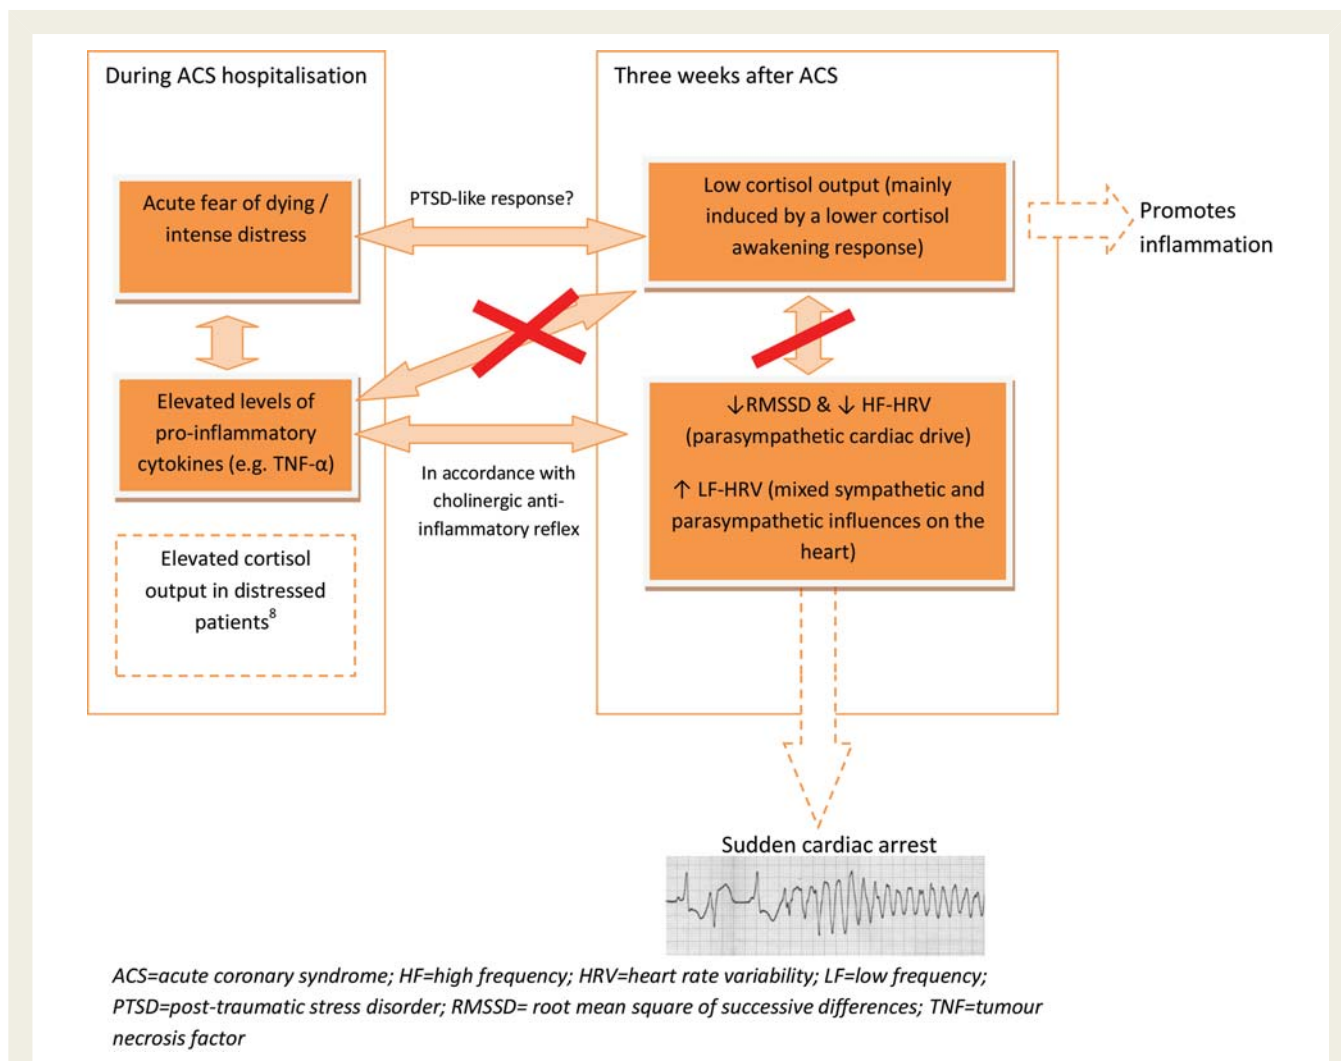 During ACS hospitalisation
Acute fear of dying /
intense distress
Elevated levels of
pro-inflammatory
cytokines (e.g. TNF-α)
Elevated cortisol
output in distressed
patients8
PTSD-like response?
In accordance with
cholinergic anti-
inflammatory reflex
Three weeks after ACS
Low cortisol output (mainly
induced by a lower cortisol
awakening response)
↓RMSSD & ↓ HF-HRV
(parasympathetic cardiac drive)
↑ LF-HRV (mixed sympathetic and
parasympathetic influences on the
heart)
Promotes
inflammation
Sudden cardiac arrest
ACS=acute coronary syndrome; HF=high frequency; HRV=heart rate variability; LF=low frequency;
PTSD=post-traumatic stress disorder; RMSSD= root mean square of successive differences; TNF=tumour
necrosis factor